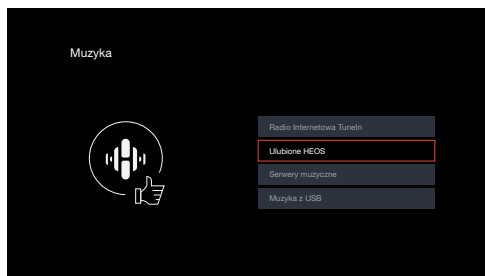 Muzyka
Radio Internetowa TuneIn
Ulubione HEOS
Serwery muzyczne
Muzyka z USB